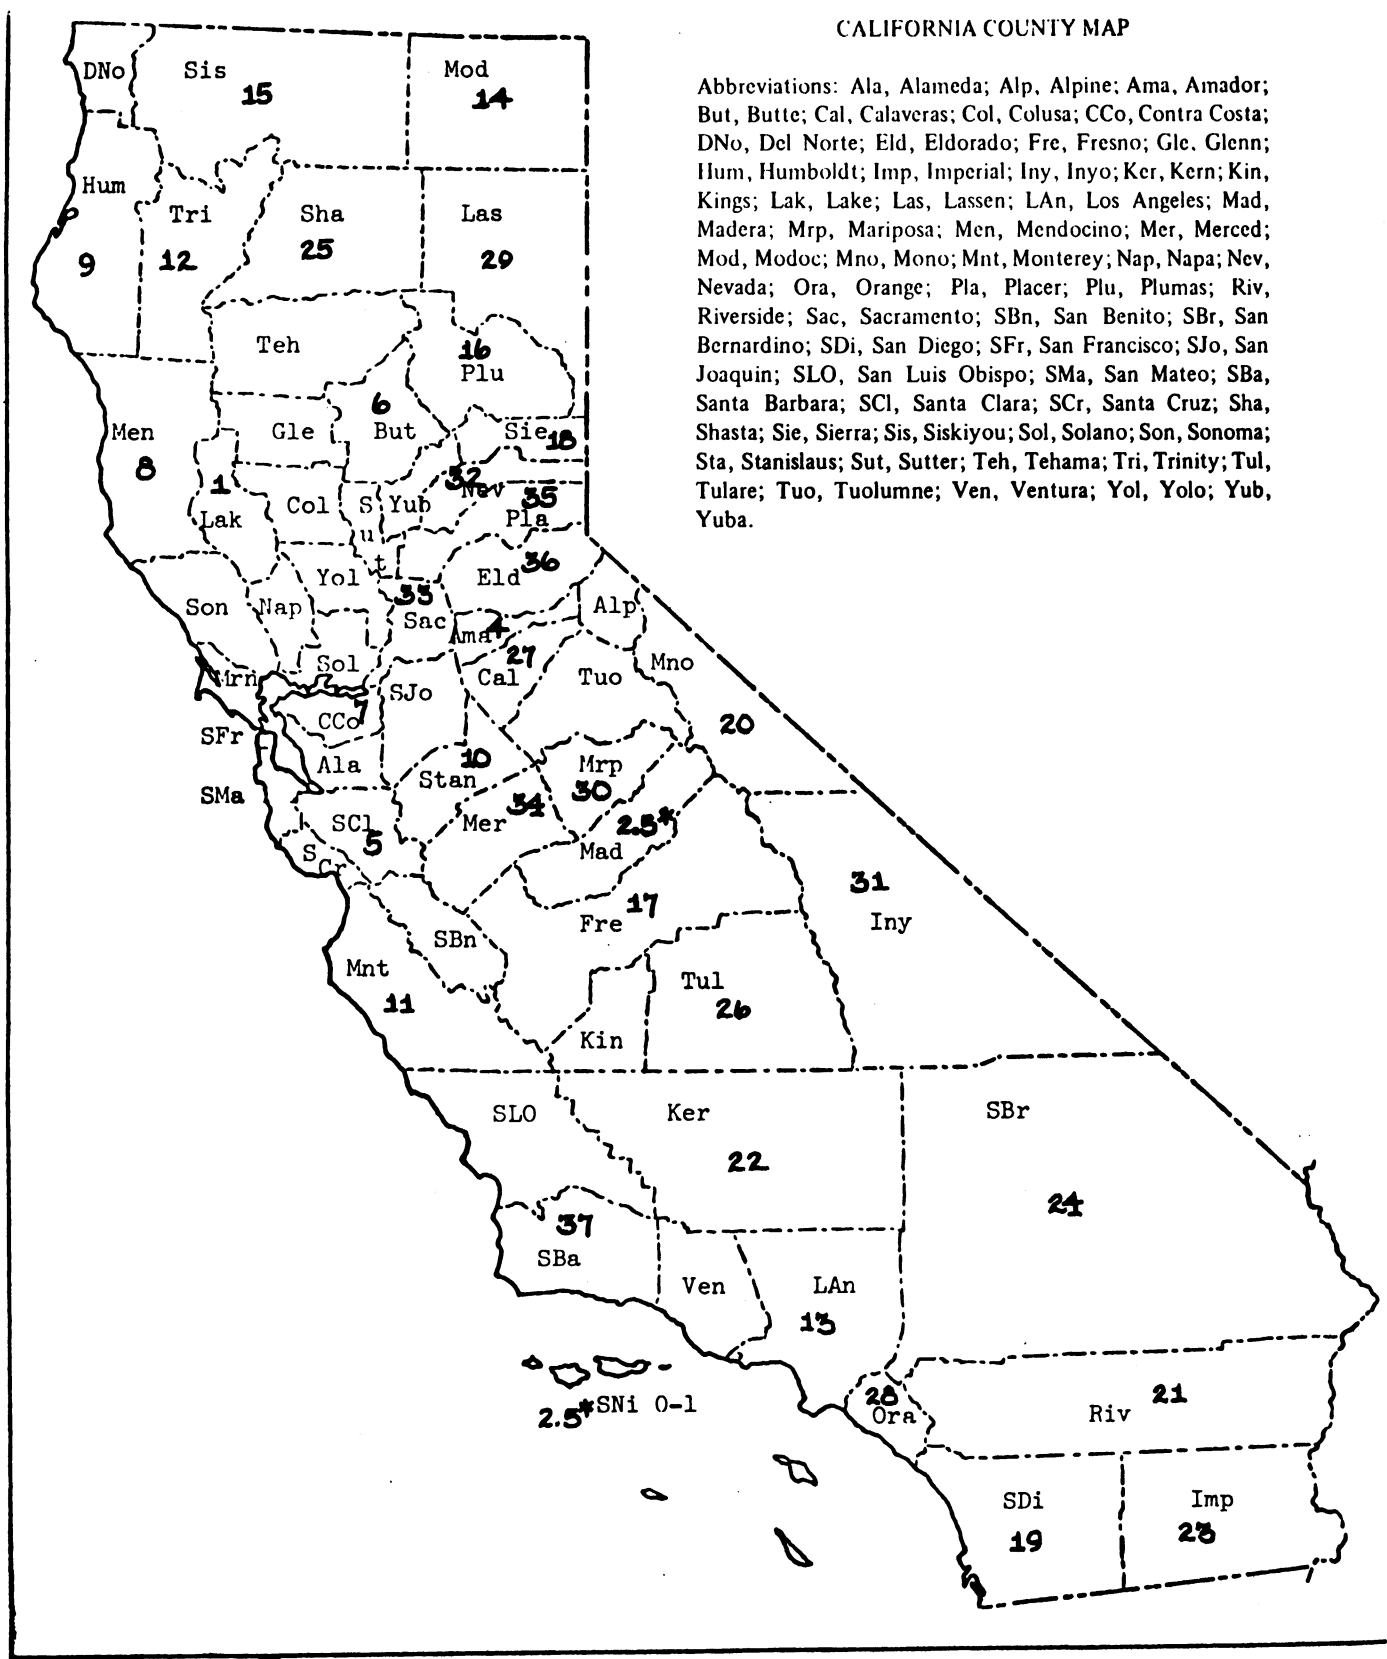 CALIFORNIA COUNTY MAP
Abbreviations: Ala, Alameda; Alp, Alpine; Ama, Amador;
But, Butte; Cal, Calaveras; Col, Colusa; CCo, Contra Costa;
DNo, Del Norte; Eld, Eldorado; Fre, Fresno; Gle. Glenn;
Hum, Humboldt; Imp, Imperial; Iny, Inyo; Ker, Kern; Kin,
Kings; Lak, Lake; Las, Lassen; LAn, Los Angeles; Mad,
Madera; Mrp, Mariposa; Men, Mendocino; Mer, Merced;
Mod, Modoc; Mno, Mono; Mnt, Monterey; Nap, Napa; Nev,
Nevada; Ora, Orange; Pla, Placer; Plu, Plumas; Riv,
Riverside; Sac, Sacramento; SBn, San Benito; SBr, San
Bernardino; SDi, San Diego; SFr, San Francisco; SJo, San
Joaquin; SLO, San Luis Obispo; SMa, San Mateo; SBa,
Santa Barbara; SCl, Santa Clara; SCr, Santa Cruz; Sha,
Shasta; Sie, Sierra; Sis, Siskiyou; Sol, Solano; Son, Sonoma;
Sta, Stanislaus; Sut, Sutter; Teh, Tehama; Tri, Trinity; Tul,
Tulare; Tuo, Tuolumne; Ven, Ventura; Yol, Yolo; Yub,
Yuba.
DNo
Sis
15
Mod
14
Hum
9
Tri
12
Sha
25
Las
29
Teh
16
Plu
6
But
Gle
Men
8
Sie 18
1
Lak
Col
Sut
Yub
32
Nev
35
Pla
Yol
33
Sac
Eld
36
Son
Nap
Sol
Ama 4
27
Cal
Alp
Tuo
Mno
20
Mrn
SFr
SMa
CCo 7
SJo
Ala
Stan
10
Mrp
30
SCl
5
Mer
34
2.5*
Mad
SCr
31
Iny
17
Fre
SBn
Mnt
11
Tul
26
Kin
SLO
Ker
22
SBr
24
37
SBa
Ven
LAn
13
2.5* SNi O-l
28
Ora
21
Riv
SDi
19
Imp
23